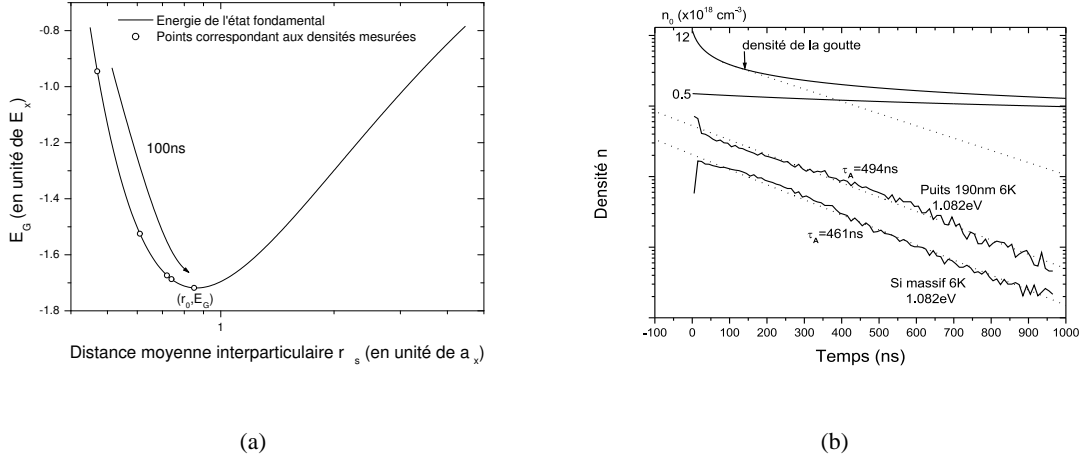 Energie de l'état fondamental
Points correspondant aux densités mesurées
-0.8
-1.0
-1.2
-1.4
-1.6
-1.8
E_G (en unité de E_x)
100ns
(r_0,E_G)
1
Distance moyenne interparticulaire r_s (en unité de a_x)
(a)
n_0 (x10^18 cm^-3)
12
densité de la goutte
0.5
Densité n
τ_A=494ns
Puits 190nm 6K
1.082eV
τ_A=461ns
Si massif 6K
1.082eV
-100 0 100 200 300 400 500 600 700 800 900 1000
Temps (ns)
(b)